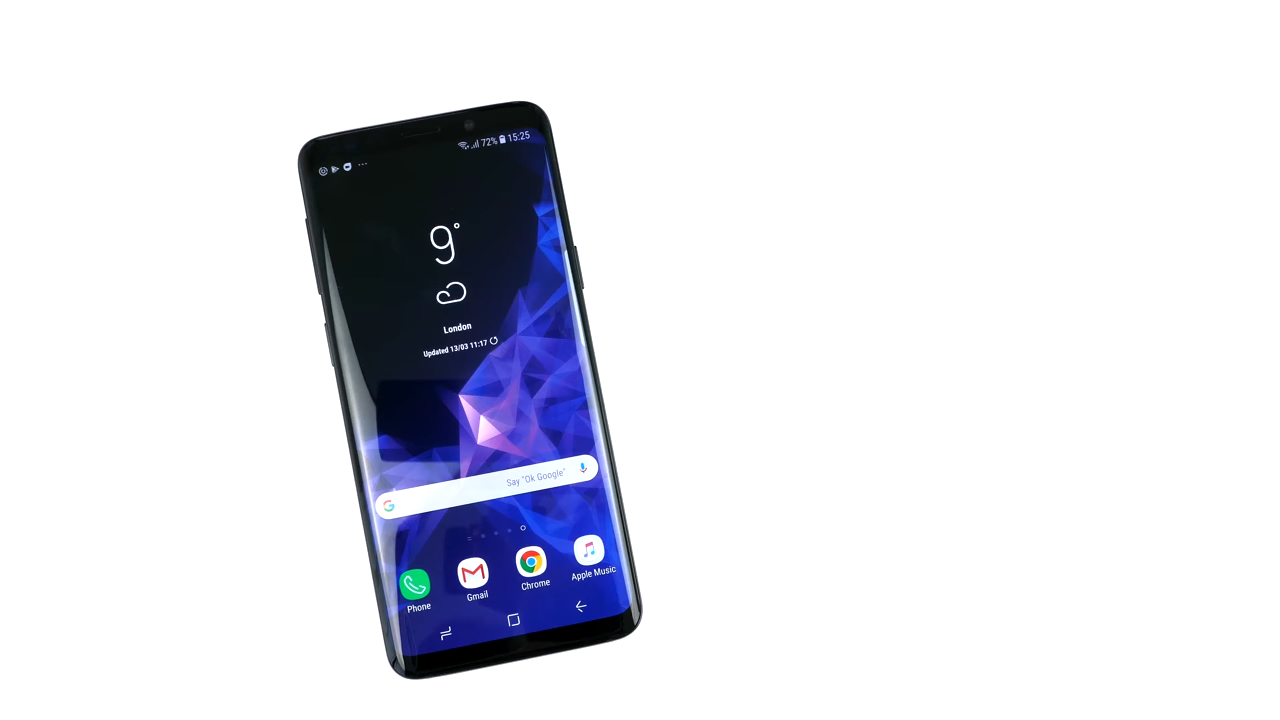 72% 15:25
9°
London
Updated 13/03 11:17
Say "Ok Google"
Phone
Gmail
Chrome
Apple Music